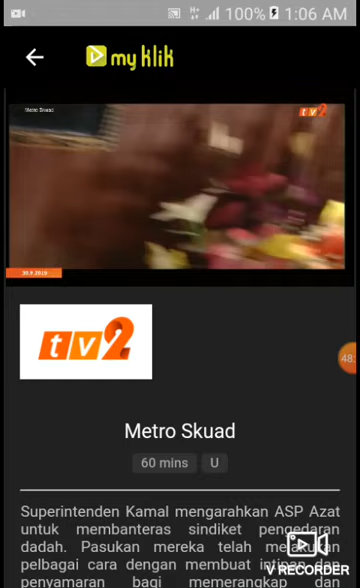 100% 1:06 AM
my klik
Metro Skuad
tv2
30.9.2019
tv2
48:
Metro Skuad
60 mins U
Superintenden Kamal mengarahkan ASP Azat
untuk membanteras sindiket pengedaran
dadah. Pasukan mereka telah melakukan
pelbagai cara dengan membuat intipan dan
V RECORDER
penyamaran bagi memerangkap dan